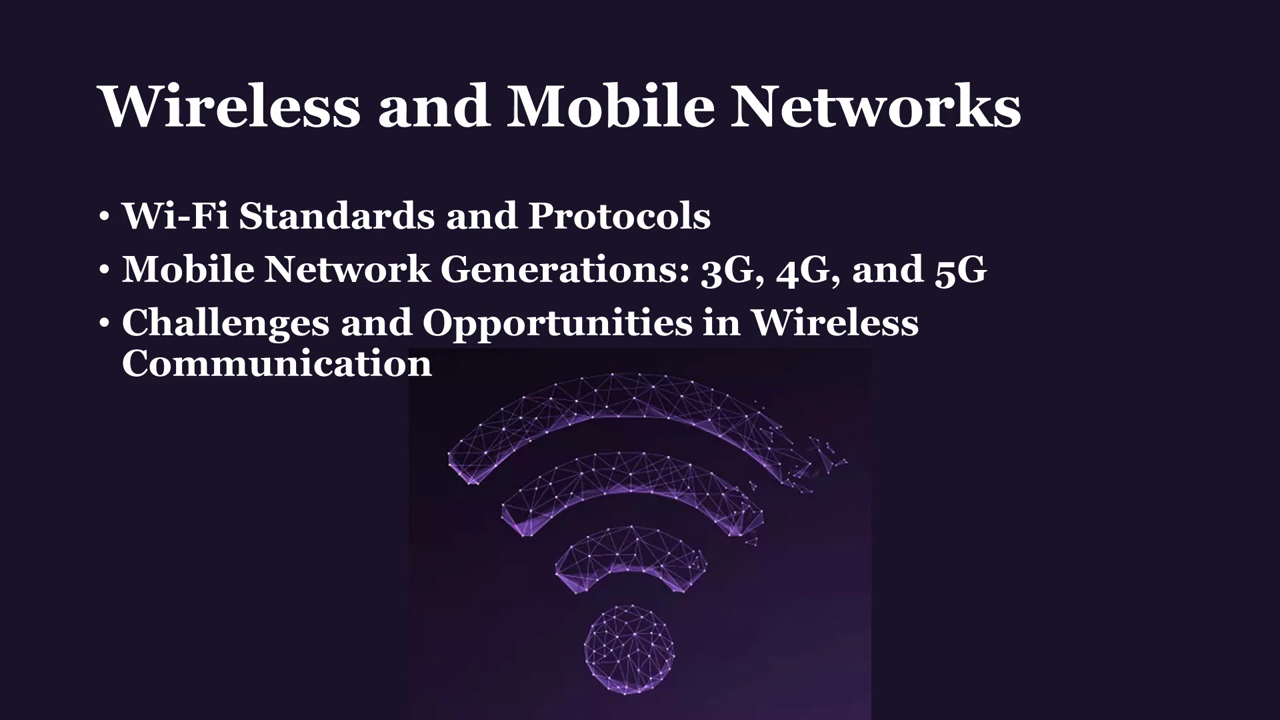 Wireless and Mobile Networks
• Wi-Fi Standards and Protocols
• Mobile Network Generations: 3G, 4G, and 5G
• Challenges and Opportunities in Wireless
Communication